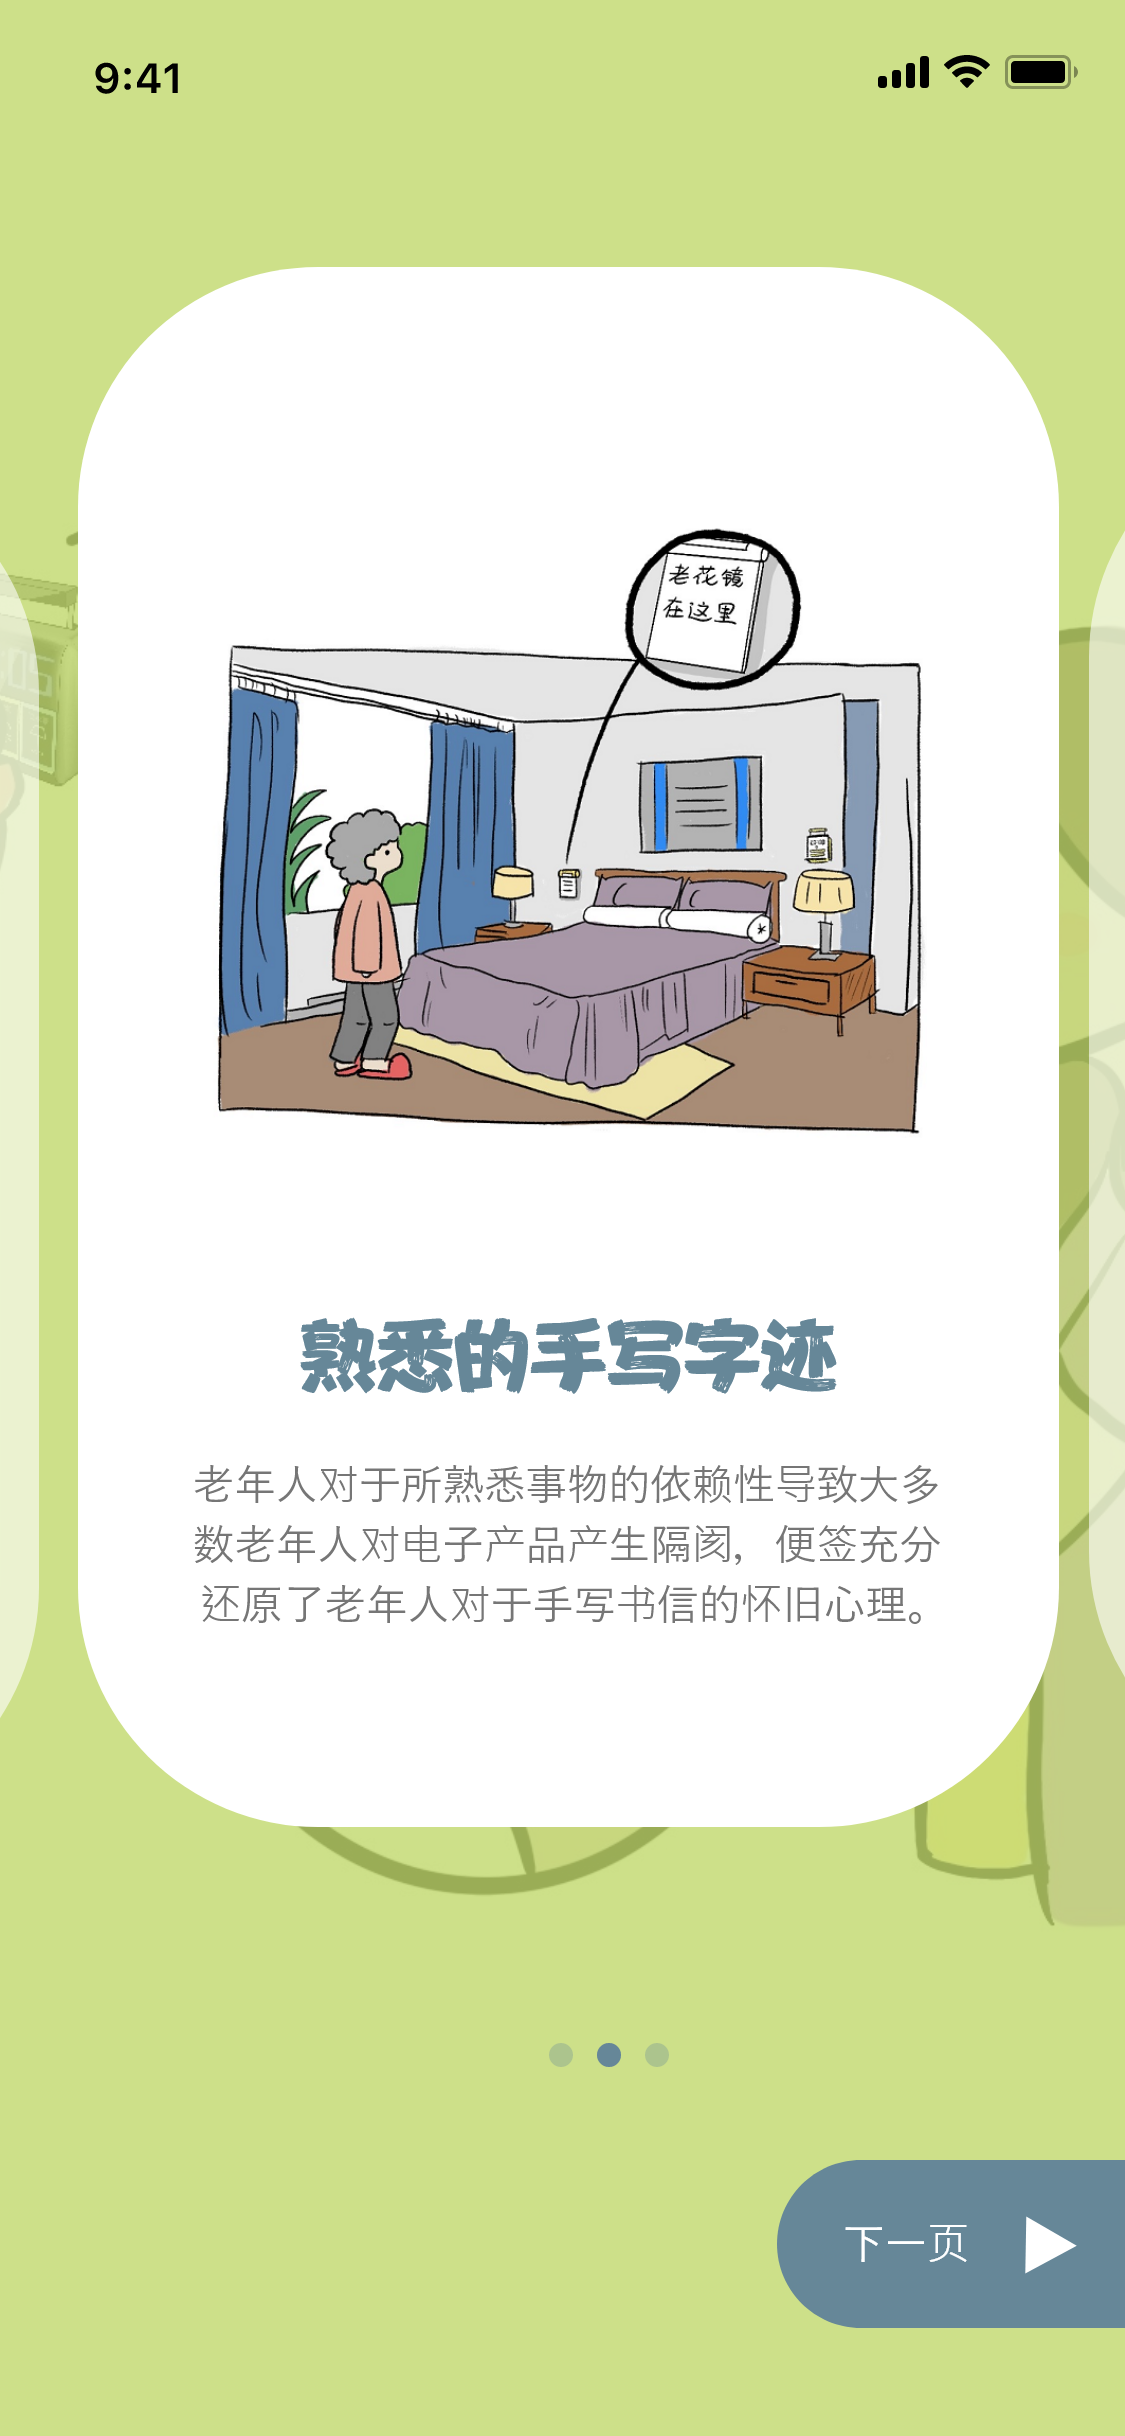 9:41
老花镜
在这里
熟悉的手写字迹
老年人对于所熟悉事物的依赖性导致大多
数老年人对电子产品产生隔阂，便签充分
还原了老年人对于手写书信的怀旧心理。
下一页